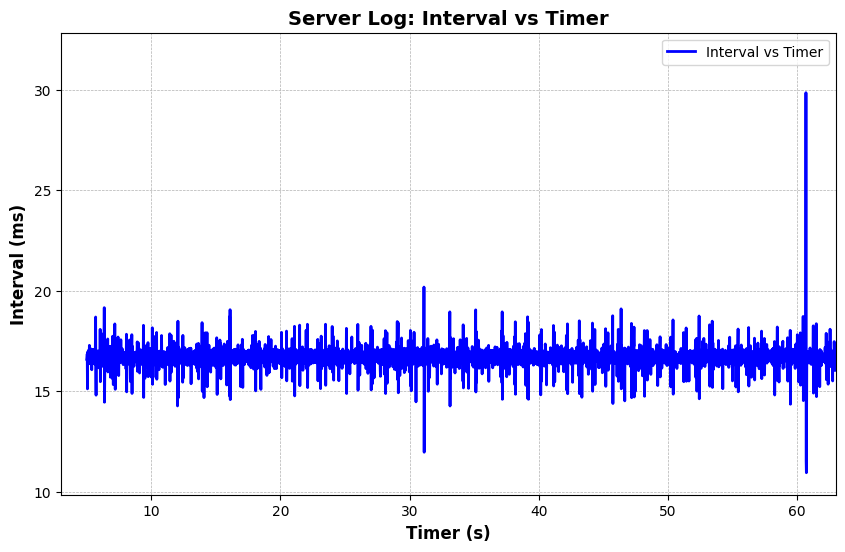 Server Log: Interval vs Timer
Interval vs Timer
30
25
20
15
10
Interval (ms)
10 20 30 40 50 60
Timer (s)